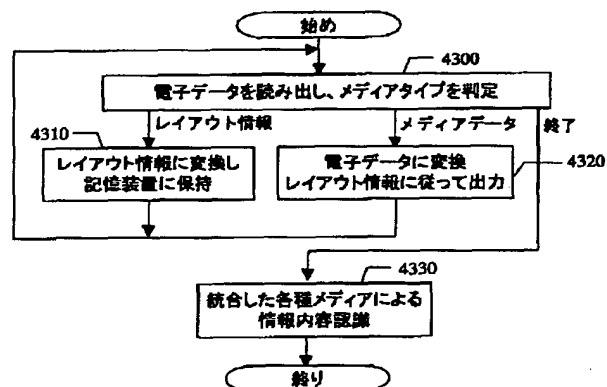 始め
4300
電子データを読み出し、メディアタイプを判定
レイアウト情報
メディアデータ
終了
4310
レイアウト情報に変換し
記憶装置に保持
電子データに変換
レイアウト情報に従って出力
4320
4330
統合した各種メディアによる
情報内容認識
終り